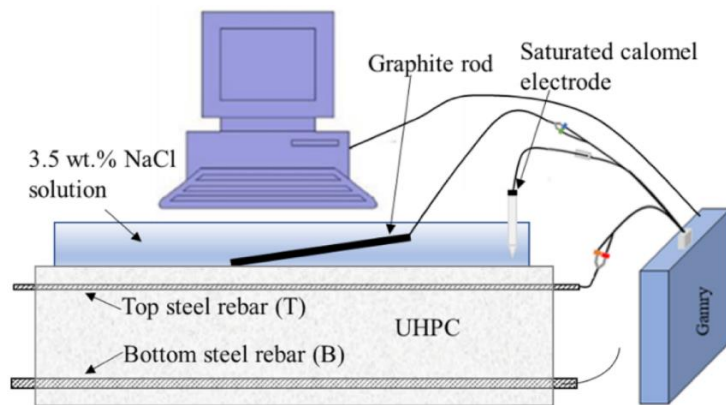 Saturated calomel
electrode
Graphite rod
3.5 wt.% NaCl
solution
Top steel rebar (T)
UHPC
Bottom steel rebar (B)
Gamry